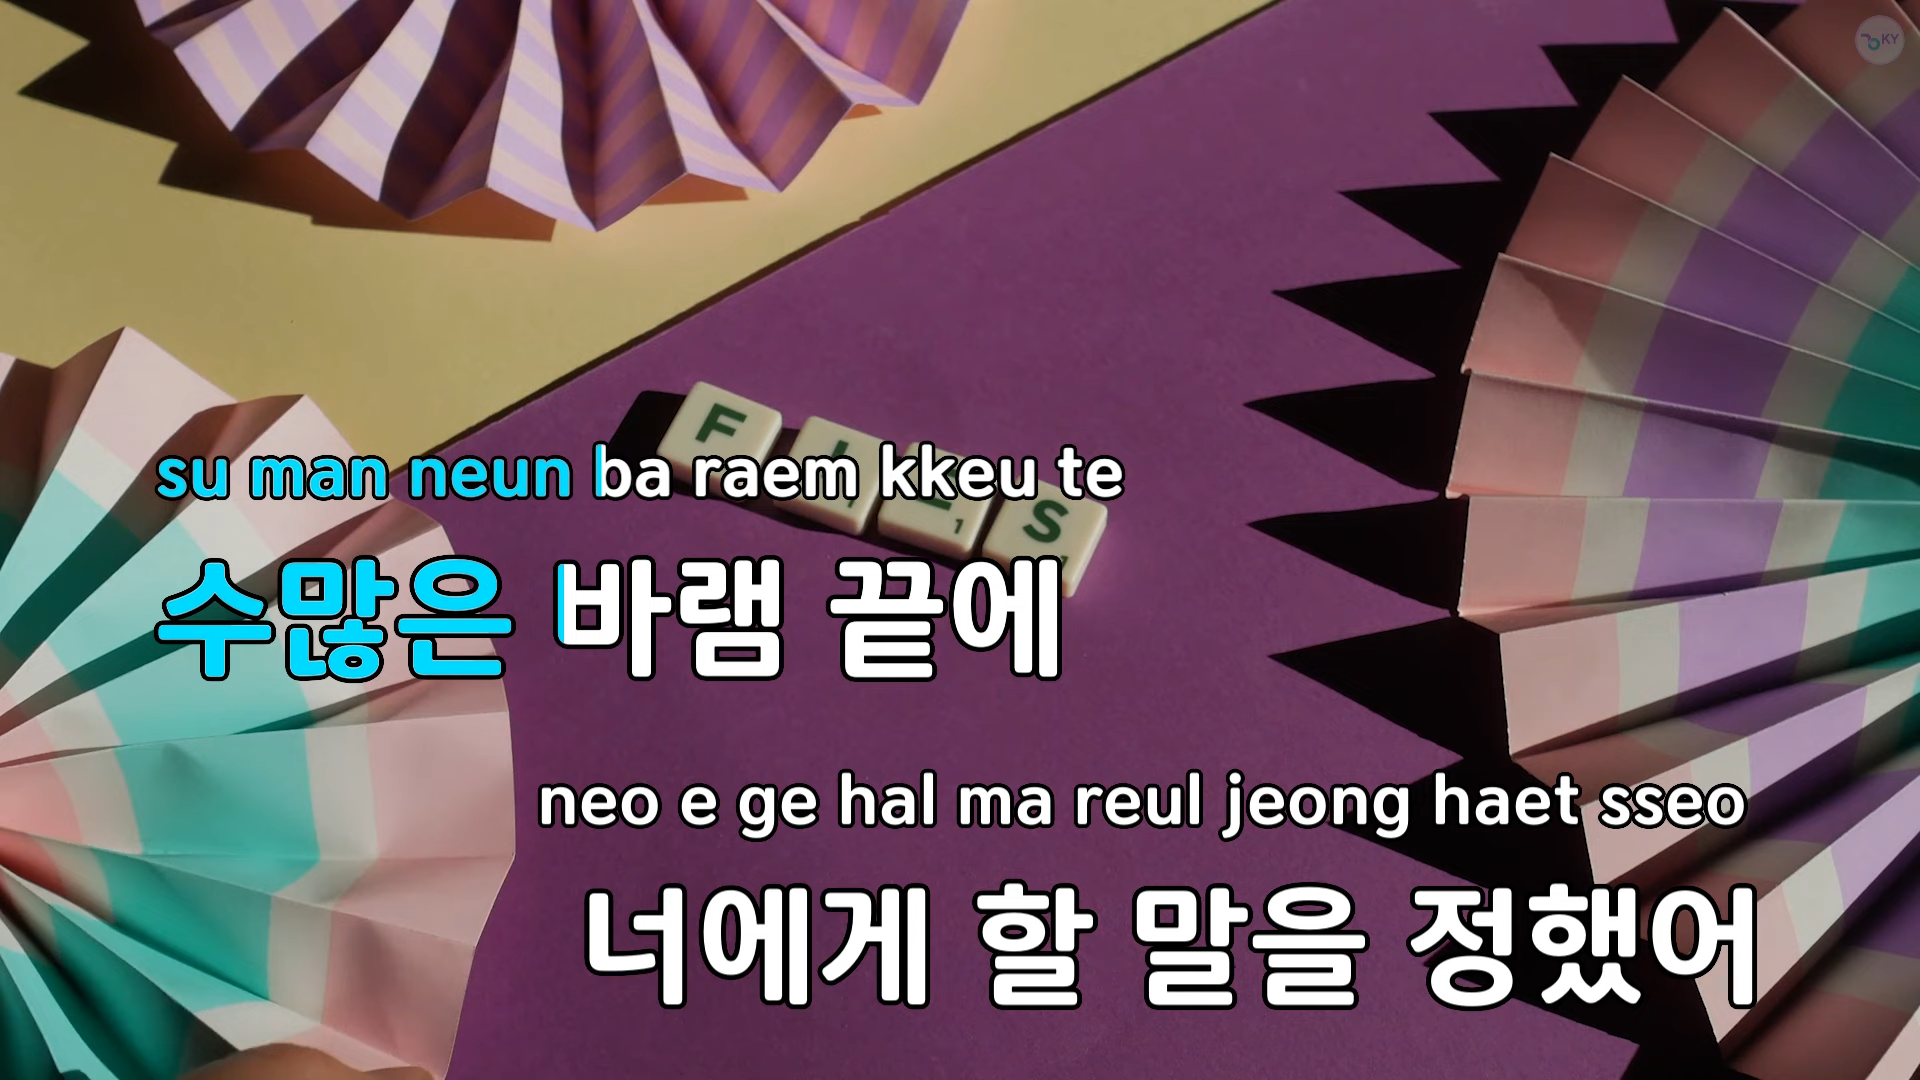 KY
su man neun ba raem kkeu te
수많은 바램 끝에
neo e ge hal ma reul jeong haet sseo
너에게 할 말을 정했어